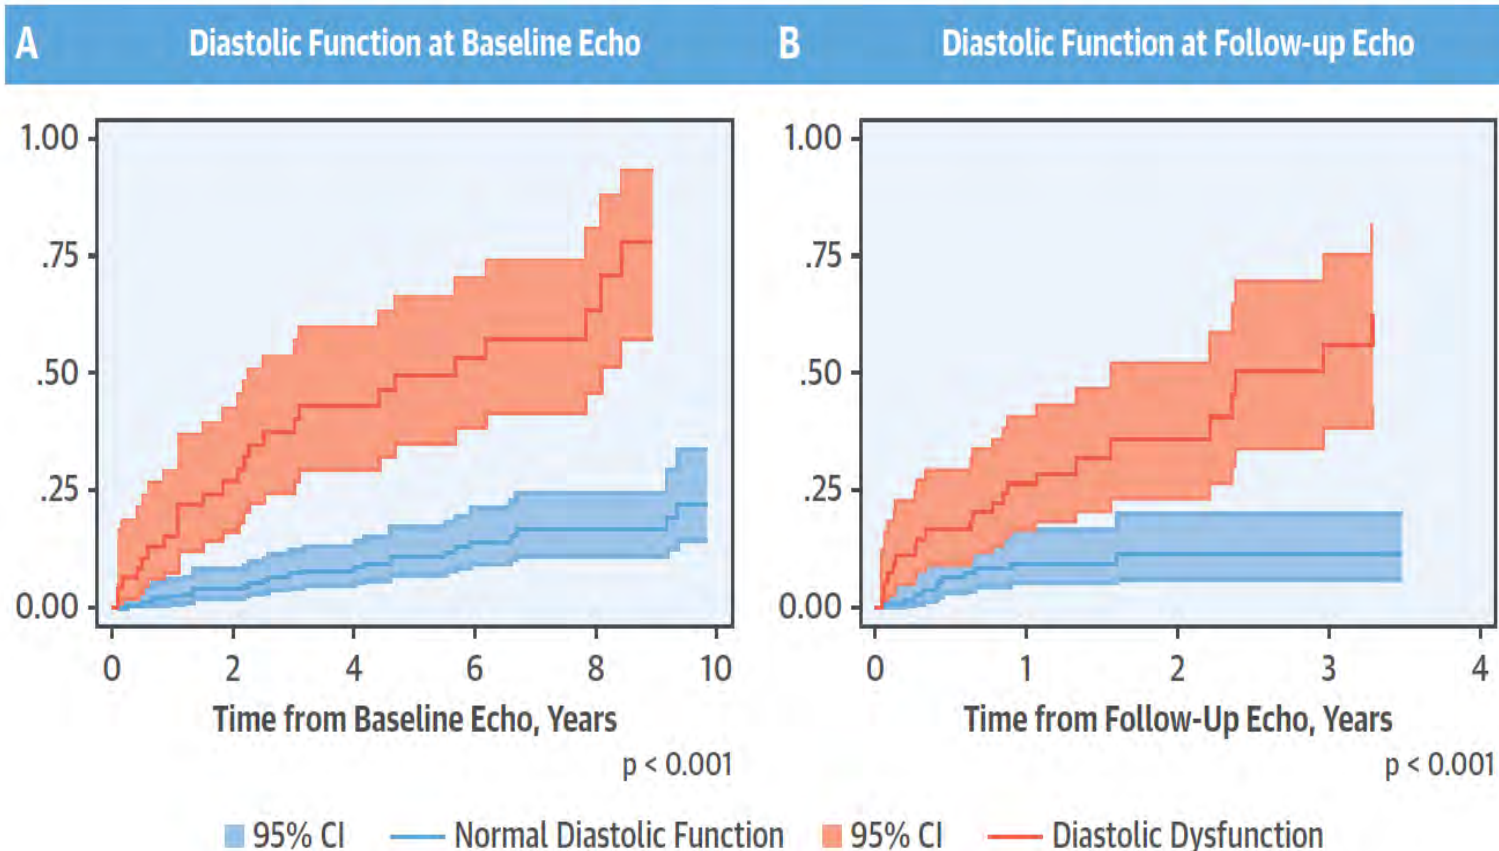 A Diastolic Function at Baseline Echo
1.00
.75
.50
.25
0.00
0 2 4 6 8 10
Time from Baseline Echo, Years
p < 0.001
B Diastolic Function at Follow-up Echo
1.00
.75
.50
.25
0.00
0 1 2 3 4
Time from Follow-Up Echo, Years
p < 0.001
95% CI Normal Diastolic Function 95% CI Diastolic Dysfunction